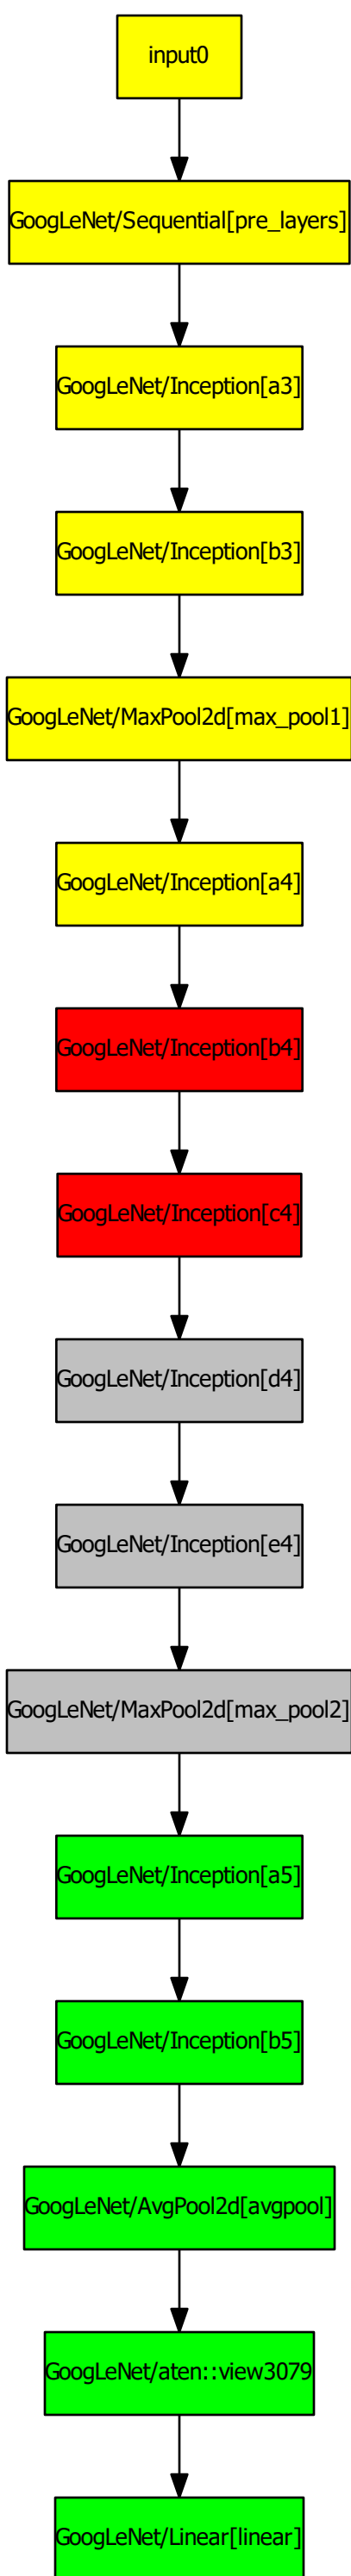 input0
GoogLeNet/Sequential[pre_layers]
GoogLeNet/Inception[a3]
GoogLeNet/Inception[b3]
GoogLeNet/MaxPool2d[max_pool1]
GoogLeNet/Inception[a4]
GoogLeNet/Inception[b4]
GoogLeNet/Inception[c4]
GoogLeNet/Inception[d4]
GoogLeNet/Inception[e4]
GoogLeNet/MaxPool2d[max_pool2]
GoogLeNet/Inception[a5]
GoogLeNet/Inception[b5]
GoogLeNet/AvgPool2d[avgpool]
GoogLeNet/aten::view3079
GoogLeNet/Linear[linear]